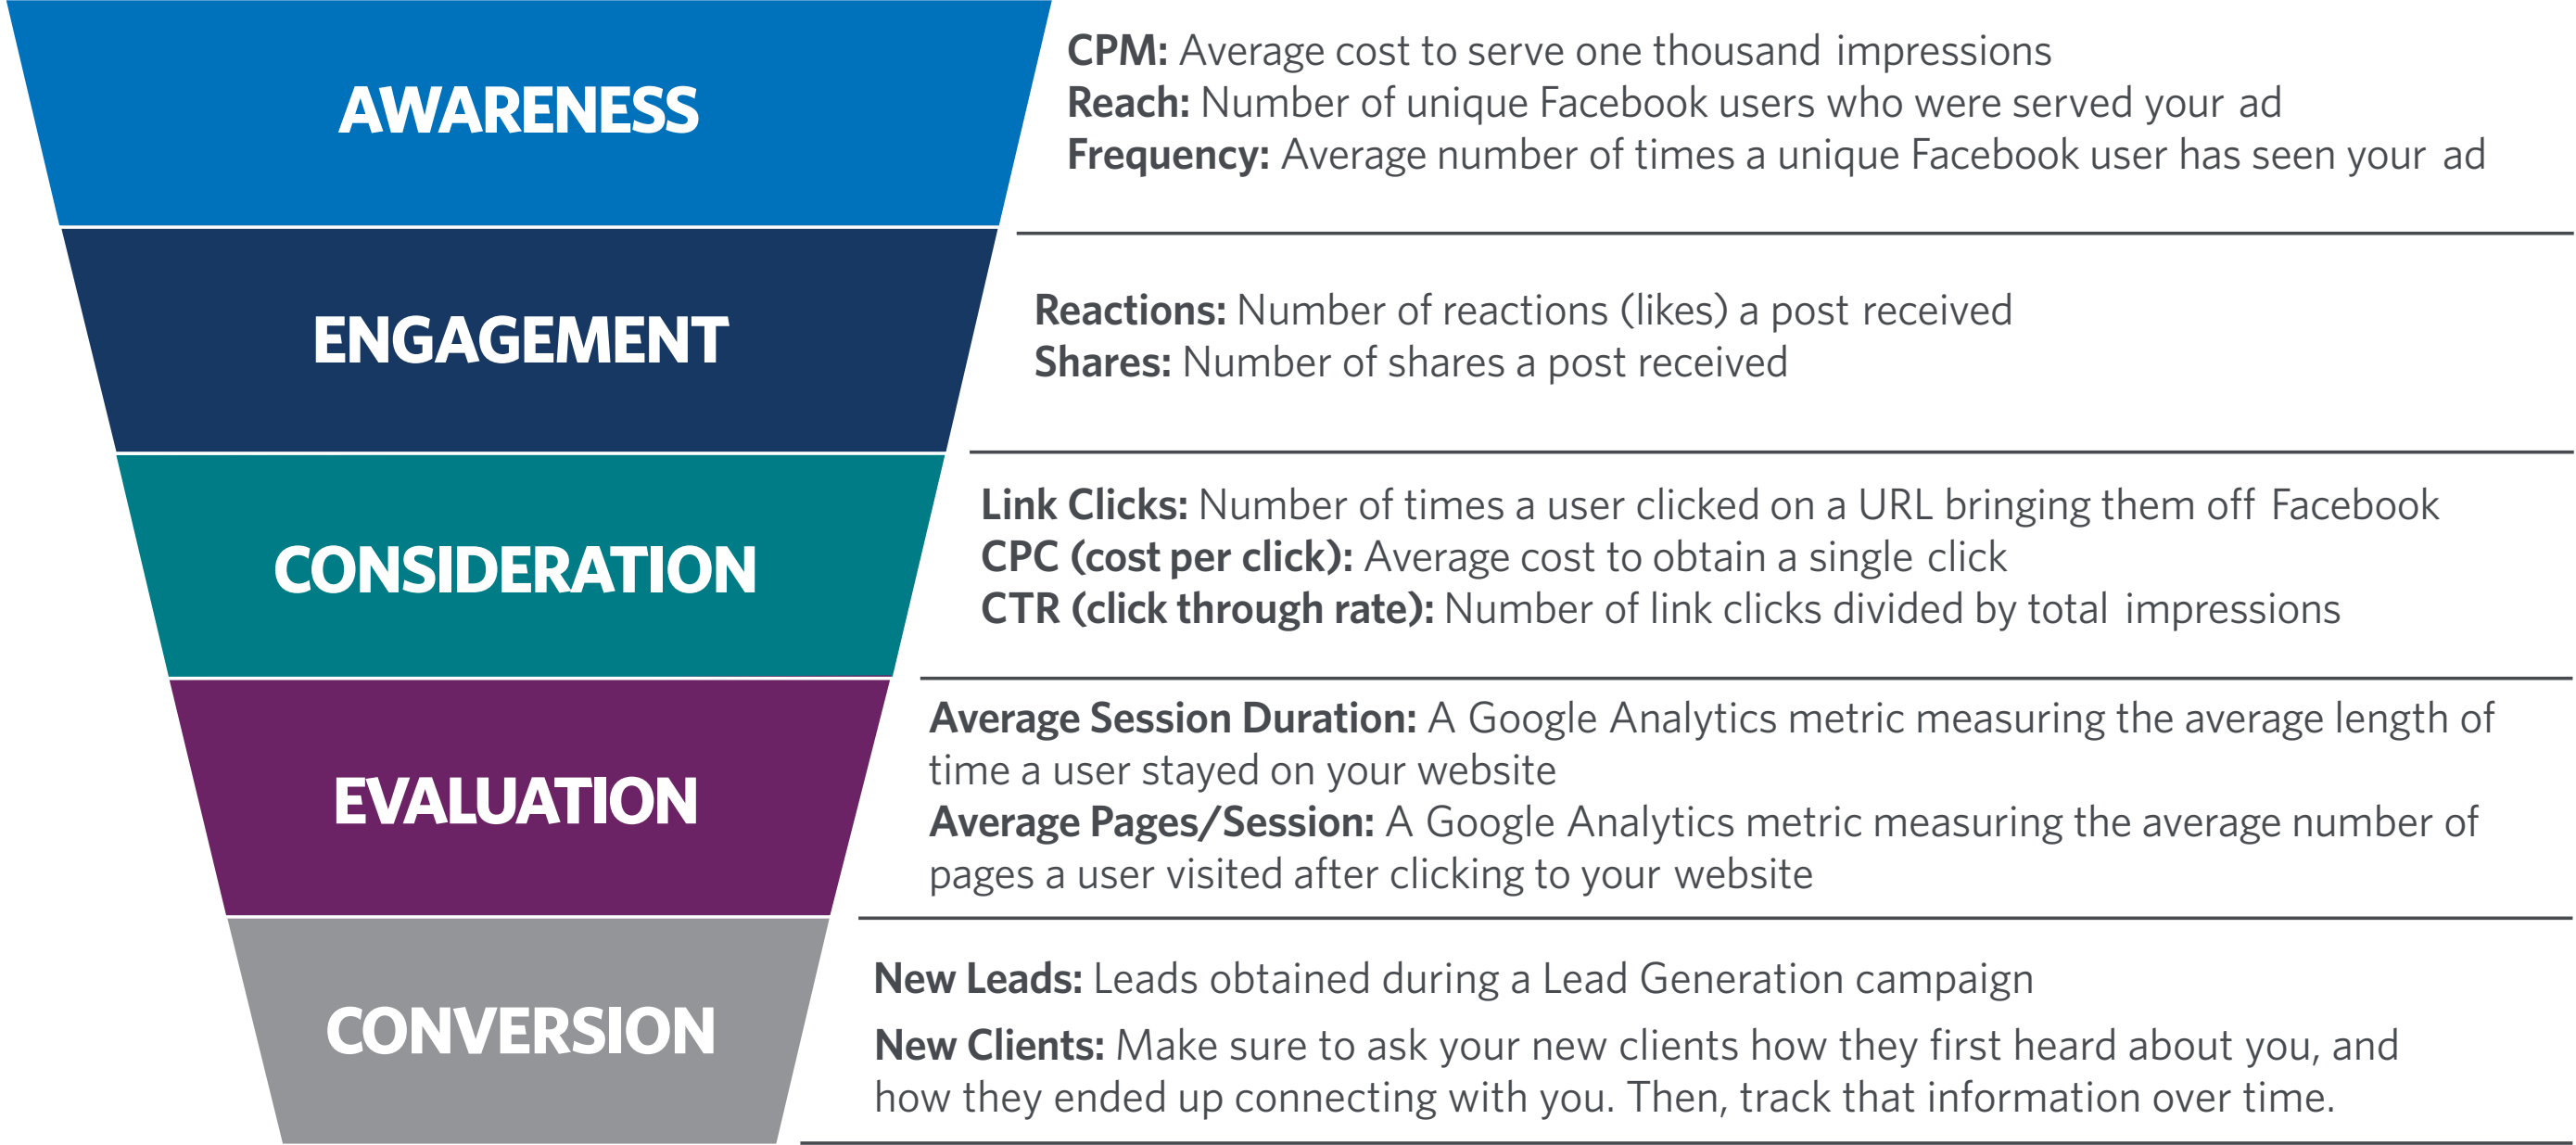 AWARENESS
CPM: Average cost to serve one thousand impressions
Reach: Number of unique Facebook users who were served your ad
Frequency: Average number of times a unique Facebook user has seen your ad
ENGAGEMENT
Reactions: Number of reactions (likes) a post received
Shares: Number of shares a post received
CONSIDERATION
Link Clicks: Number of times a user clicked on a URL bringing them off Facebook
CPC (cost per click): Average cost to obtain a single click
CTR (click through rate): Number of link clicks divided by total impressions
EVALUATION
Average Session Duration: A Google Analytics metric measuring the average length of
time a user stayed on your website
Average Pages/Session: A Google Analytics metric measuring the average number of
pages a user visited after clicking to your website
CONVERSION
New Leads: Leads obtained during a Lead Generation campaign
New Clients: Make sure to ask your new clients how they first heard about you, and
how they ended up connecting with you. Then, track that information over time.